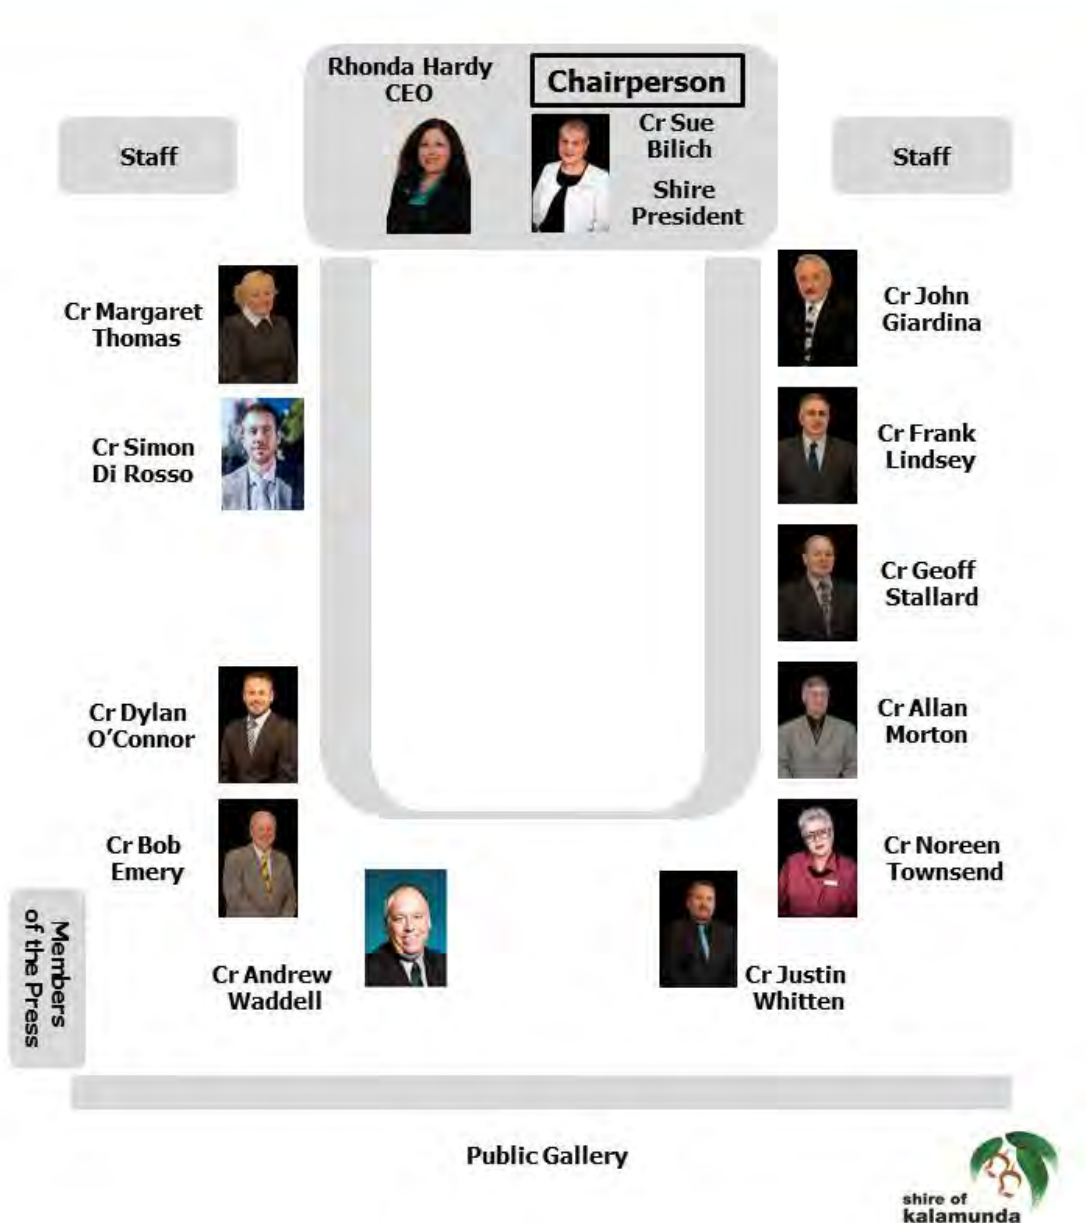 Rhonda Hardy
CEO
Chairperson
Cr Sue
Bilich
Shire
President
Staff
Staff
Cr Margaret
Thomas
Cr John
Giardina
Cr Simon
Di Rosso
Cr Frank
Lindsey
Cr Geoff
Stallard
Cr Dylan
O'Connor
Cr Allan
Morton
Cr Bob
Emery
Cr Noreen
Townsend
Members
of the Press
Cr Andrew
Waddell
Cr Justin
Whitten
Public Gallery
shire of
kalamunda